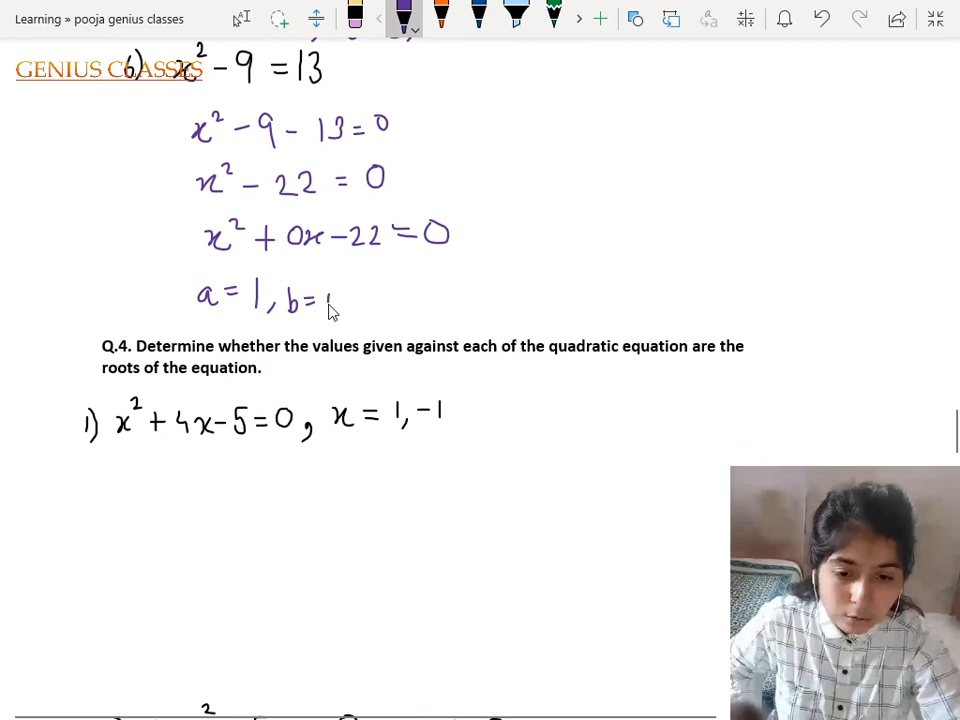 Learning » pooja genius classes
GENIUS CLASSES
6) x² - 9 = 13
x² - 9 - 13 = 0
x² - 22 = 0
x² + 0x - 22 = 0
a = 1, b =
Q.4. Determine whether the values given against each of the quadratic equation are the
roots of the equation.
1) x² + 4x - 5 = 0, x = 1, -1